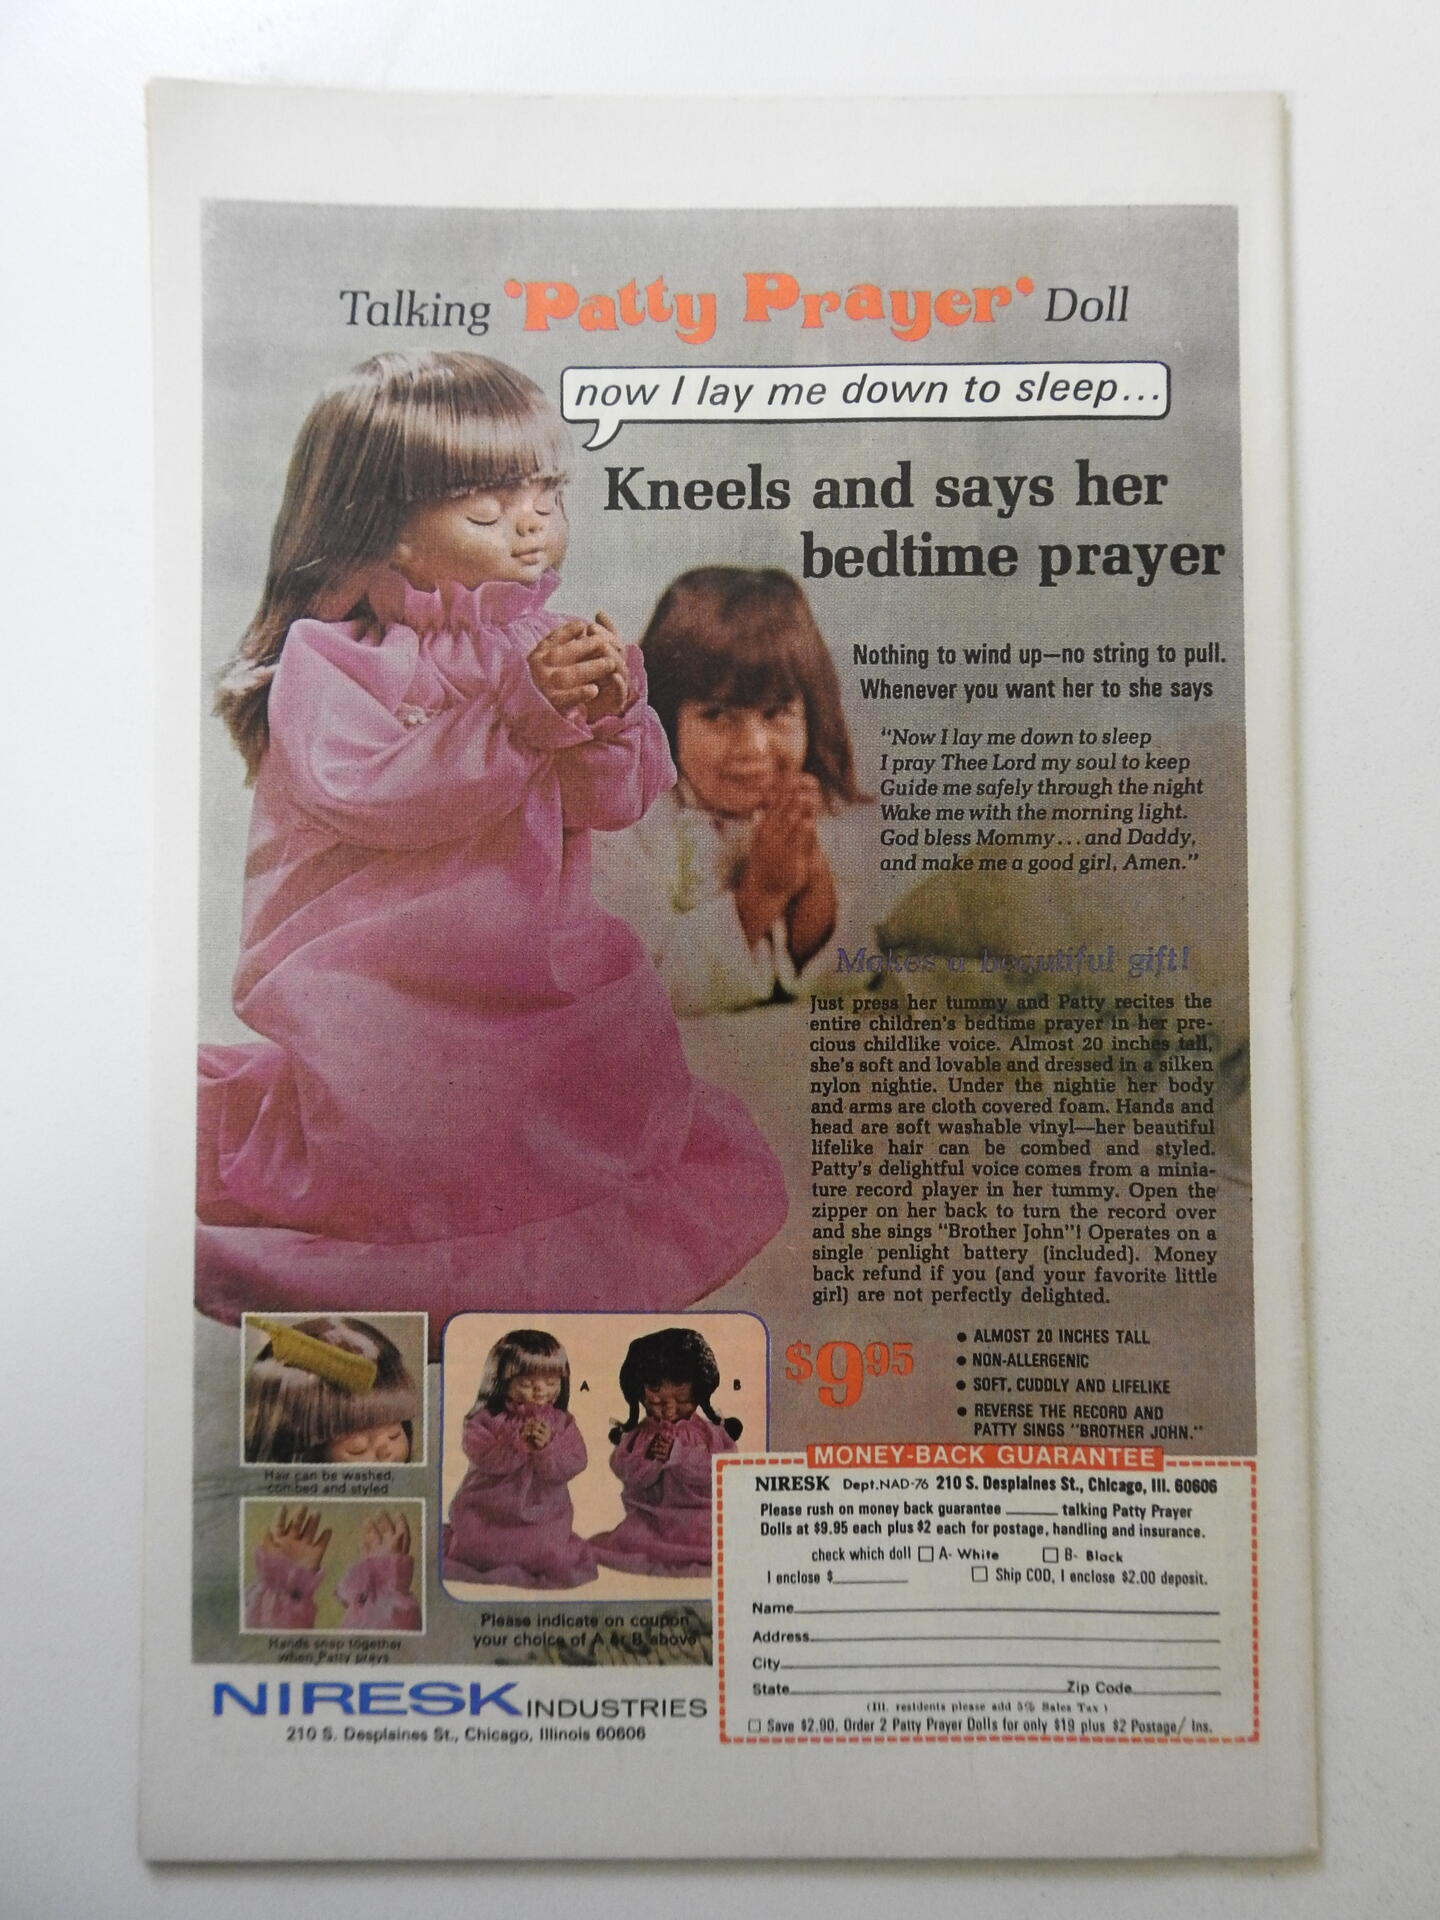 Talking 'Patty Prayer' Doll
now I lay me down to sleep...
Kneels and says her
bedtime prayer
Nothing to wind up—no string to pull.
Whenever you want her to she says
"Now I lay me down to sleep
I pray Thee Lord my soul to keep
Guide me safely through the night
Wake me with the morning light.
God bless Mommy...and Daddy,
and make me a good girl, Amen."
Makes a beautiful gift!
Just press her tummy and Patty recites the
entire children's bedtime prayer in her pre-
cious childlike voice. Almost 20 inches tall,
she's soft and lovable and dressed in a silken
nylon nightie. Under the nightie her body
and arms are cloth covered foam. Hands and
head are soft washable vinyl—her beautiful
lifelike hair can be combed and styled.
Patty's delightful voice comes from a minia-
ture record player in her tummy. Open the
zipper on her back to turn the record over
and she sings "Brother John"! Operates on a
single penlight battery (included). Money
back refund if you (and your favorite little
girl) are not perfectly delighted.
$9.95
● ALMOST 20 INCHES TALL
● NON-ALLERGENIC
● SOFT, CUDDLY AND LIFELIKE
● REVERSE THE RECORD AND
PATTY SINGS "BROTHER JOHN."
A
B
Hair can be washed,
combed and styled
Hands snap together
when Patty prays
Please indicate on coupon
your choice of A or B above
NIRESK INDUSTRIES
210 S. Desplaines St., Chicago, Illinois 60606
MONEY-BACK GUARANTEE
NIRESK Dept.NAD-76 210 S. Desplaines St., Chicago, Ill. 60606
Please rush on money back guarantee ______ talking Patty Prayer
Dolls at $9.95 each plus $2 each for postage, handling and insurance.
check which doll □ A- White □ B- Black
I enclose $________ □ Ship COD, I enclose $2.00 deposit.
Name
Address
City
State Zip Code
(Ill. residents please add 5% Sales Tax)
□ Save $2.90. Order 2 Patty Prayer Dolls for only $19 plus $2 Postage/ Ins.